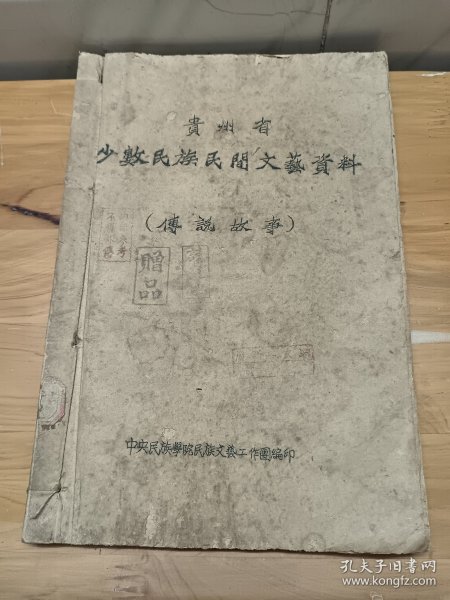 貴州省
少數民族民間文藝資料
(傳說故事)
贈品
中央民族學院民族文藝工作團編印
孔夫子旧书网
www.kongfz.com